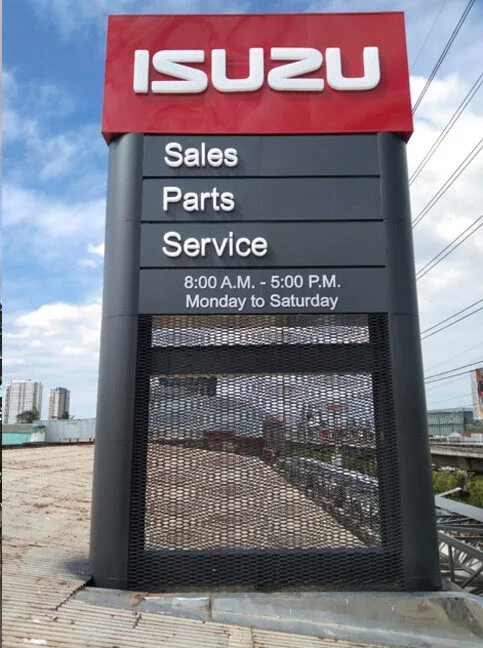 ISUZU
Sales
Parts
Service
8:00 A.M. - 5:00 P.M.
Monday to Saturday